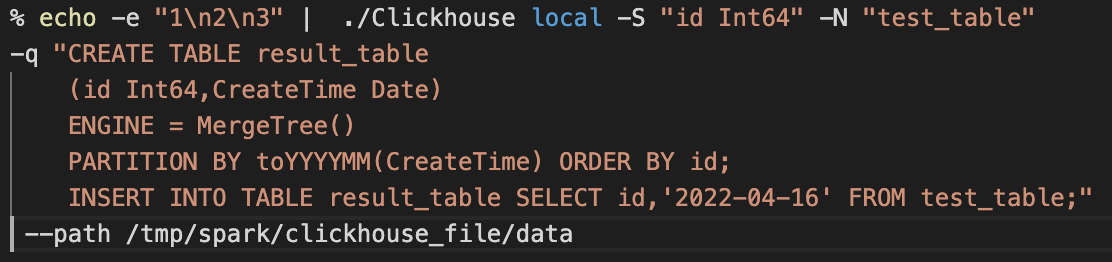 % echo -e "1\n2\n3" |  ./Clickhouse local -S "id Int64" -N "test_table"
-q "CREATE TABLE result_table
(id Int64,CreateTime Date)
ENGINE = MergeTree()
PARTITION BY toYYYYMM(CreateTime) ORDER BY id;
INSERT INTO TABLE result_table SELECT id,'2022-04-16' FROM test_table;"
--path /tmp/spark/clickhouse_file/data